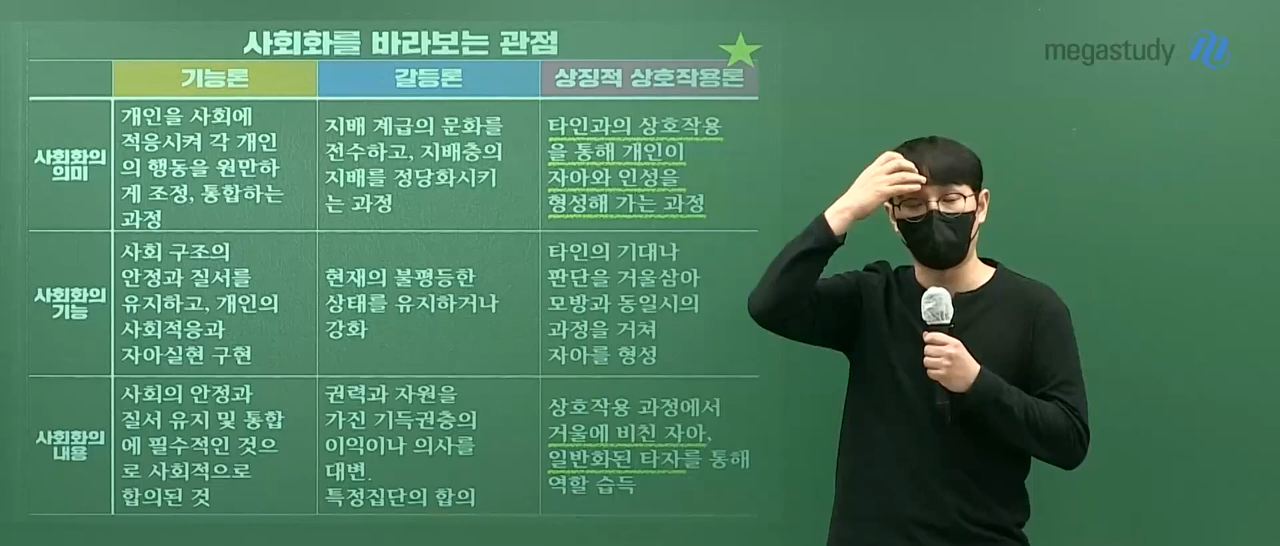 사회화를 바라보는 관점
megastudy
기능론
갈등론
상징적 상호작용론
사회화의
의미
개인을 사회에
적응시켜 각 개인
의 행동을 원만하
게 조정, 통합하는
과정
지배 계급의 문화를
전수하고, 지배층의
지배를 정당화시키
는 과정
타인과의 상호작용
을 통해 개인이
자아와 인성을
형성해 가는 과정
사회화의
기능
사회 구조의
안정과 질서를
유지하고, 개인의
사회적응과
자아실현 구현
현재의 불평등한
상태를 유지하거나
강화
타인의 기대나
판단을 거울삼아
모방과 동일시의
과정을 거쳐
자아를 형성
사회화의
내용
사회의 안정과
질서 유지 및 통합
에 필수적인 것으
로 사회적으로
합의된 것
권력과 자원을
가진 기득권층의
이익이나 의사를
대변.
특정집단의 합의
상호작용 과정에서
거울에 비친 자아,
일반화된 타자를 통해
역할 습득